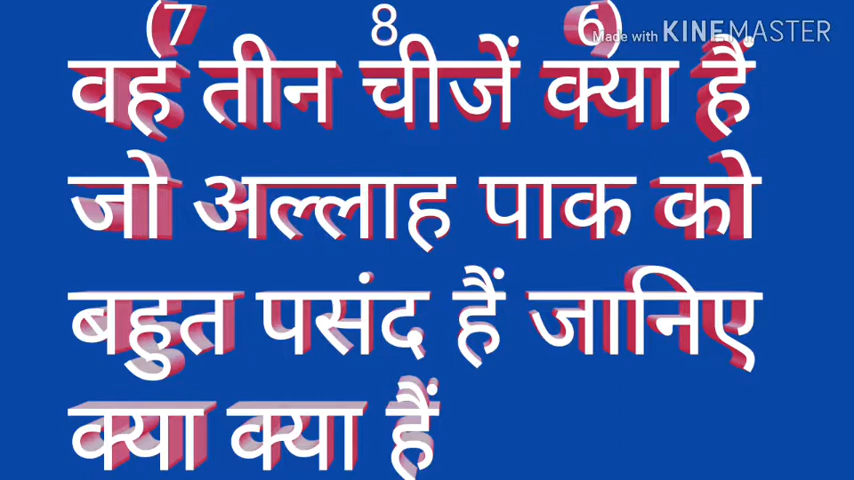 (7 8 6)
Made with KINEMASTER
वह तीन चीजें क्या हैं
जो अल्लाह पाक को
बहुत पसंद हैं जानिए
क्या क्या हैं